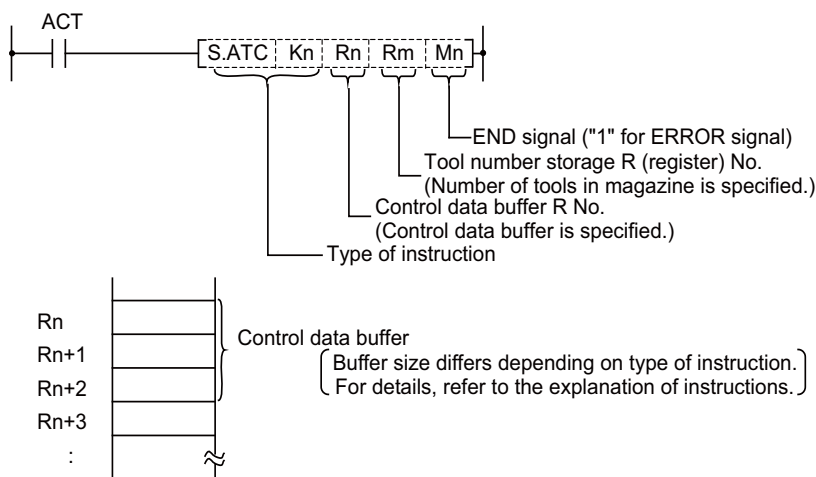 ACT
S.ATC Kn Rn Rm Mn
END signal ("1" for ERROR signal)
Tool number storage R (register) No.
(Number of tools in magazine is specified.)
Control data buffer R No.
(Control data buffer is specified.)
Type of instruction
Rn
Rn+1
Rn+2
Rn+3
:
Control data buffer
Buffer size differs depending on type of instruction.
For details, refer to the explanation of instructions.